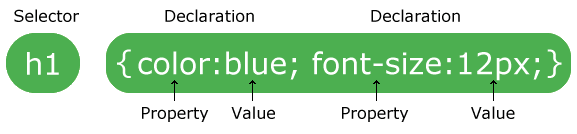 Selector Declaration Declaration
h1 {color:blue; font-size:12px;}
Property Value Property Value